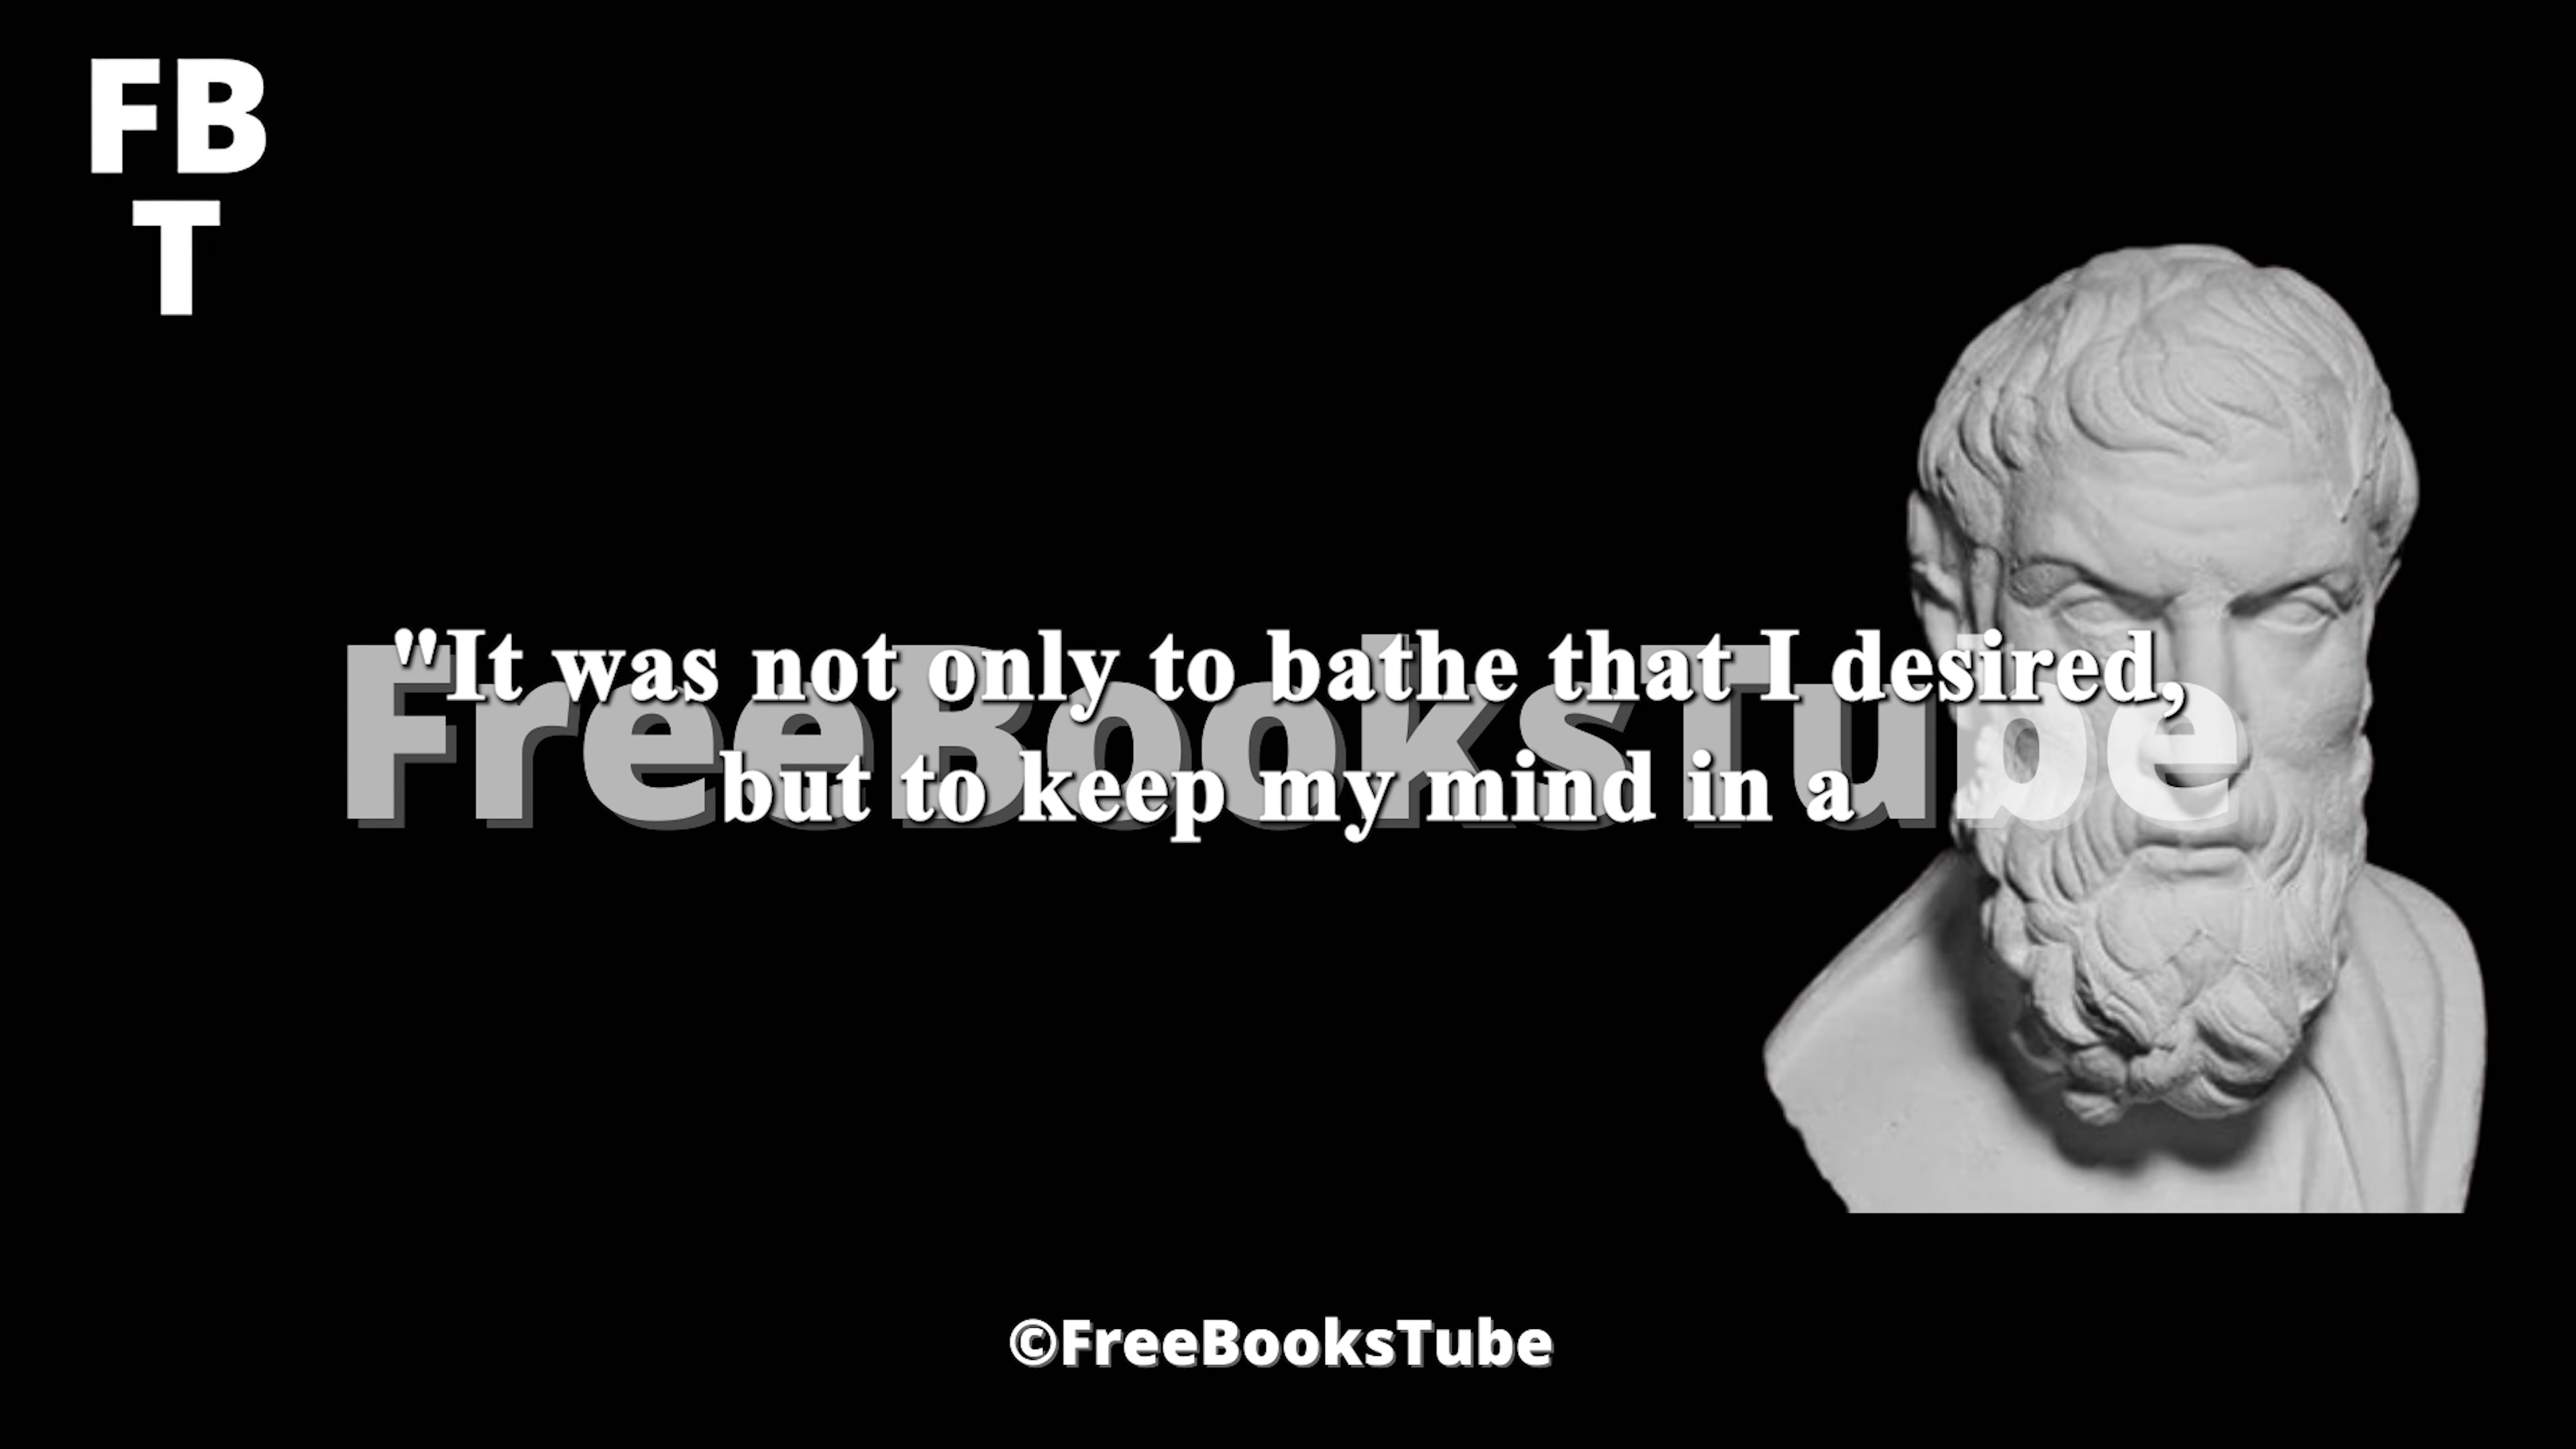 FB
T
"It was not only to bathe that I desired,
FreeBooksTube
but to keep my mind in a
©FreeBooksTube